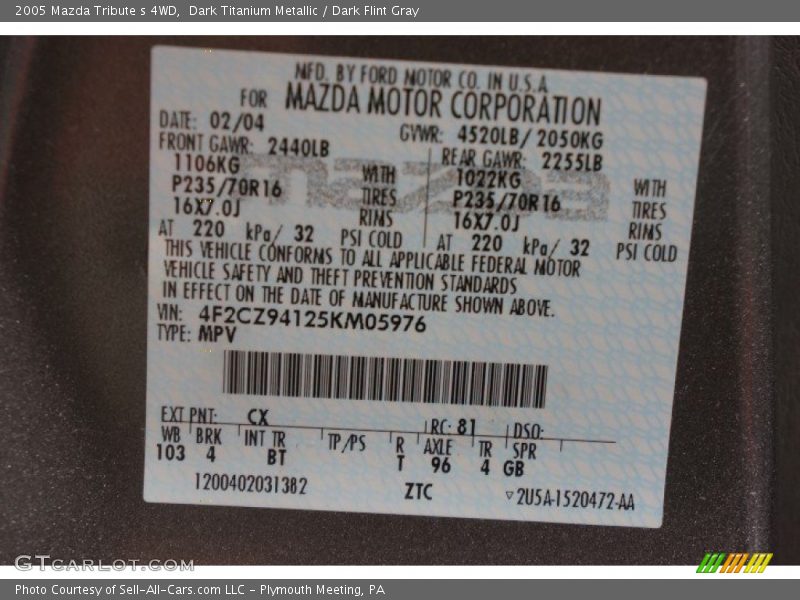 2005 Mazda Tribute s 4WD, Dark Titanium Metallic / Dark Flint Gray
MFD. BY FORD MOTOR CO. IN U.S.A
FOR MAZDA MOTOR CORPORATION
DATE: 02/04 GVWR: 4520LB/ 2050KG
FRONT GAWR: 2440LB REAR GAWR: 2255LB
1106KG WITH 1022KG WITH
P235/70R16 TIRES P235/70R16 TIRES
16X7.0J RIMS 16X7.0J RIMS
AT 220 kPa/ 32 PSI COLD AT 220 kPa/ 32 PSI COLD
THIS VEHICLE CONFORMS TO ALL APPLICABLE FEDERAL MOTOR
VEHICLE SAFETY AND THEFT PREVENTION STANDARDS
IN EFFECT ON THE DATE OF MANUFACTURE SHOWN ABOVE.
VIN: 4F2CZ94125KM05976
TYPE: MPV
EXT PNT: CX RC: 81 DSO:
WB BRK INT TR TP/PS R AXLE TR SPR
103 4 BT T 96 4 GB
1200402031382 ZTC ▿2U5A-1520472-AA
mazda
GTCARLOT.COM
Photo Courtesy of Sell-All-Cars.com LLC - Plymouth Meeting, PA